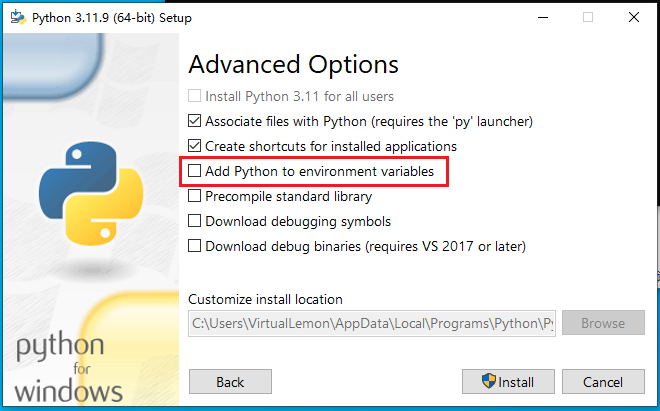 Python 3.11.9 (64-bit) Setup
Advanced Options
Install Python 3.11 for all users
Associate files with Python (requires the 'py' launcher)
Create shortcuts for installed applications
Add Python to environment variables
Precompile standard library
Download debugging symbols
Download debug binaries (requires VS 2017 or later)
Customize install location
C:\Users\VirtualLemon\AppData\Local\Programs\Python\Py
Browse
python
for
windows
Back
Install
Cancel